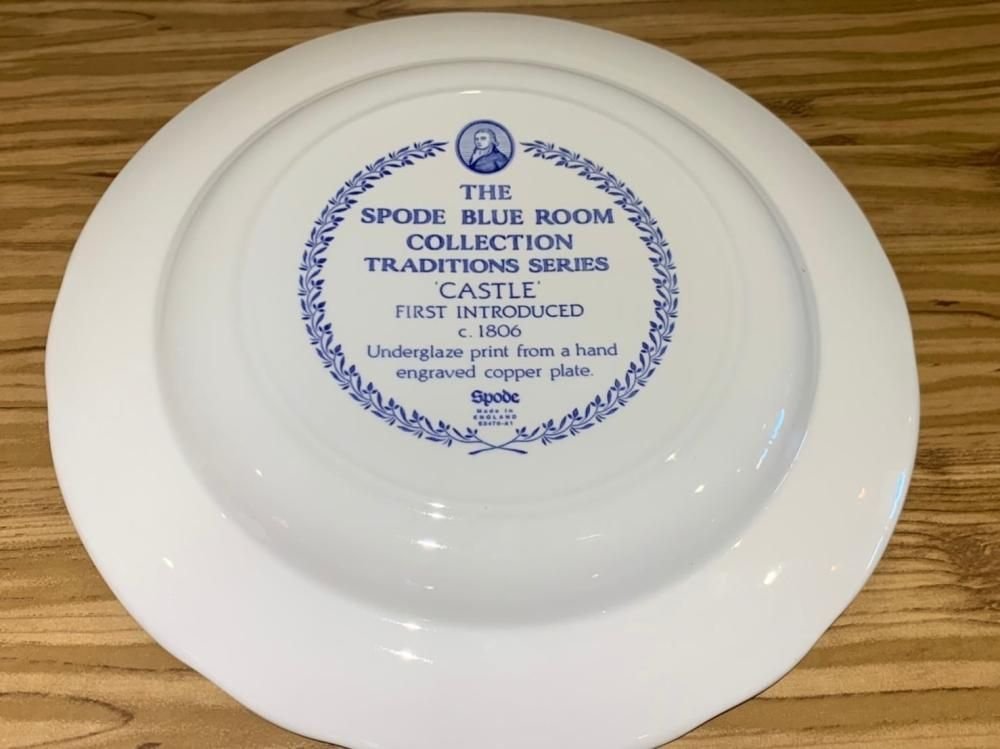 THE
SPODE BLUE ROOM
COLLECTION
TRADITIONS SERIES
'CASTLE'
FIRST INTRODUCED
c. 1806
Underglaze print from a hand
engraved copper plate.
Spode
Made in
ENGLAND